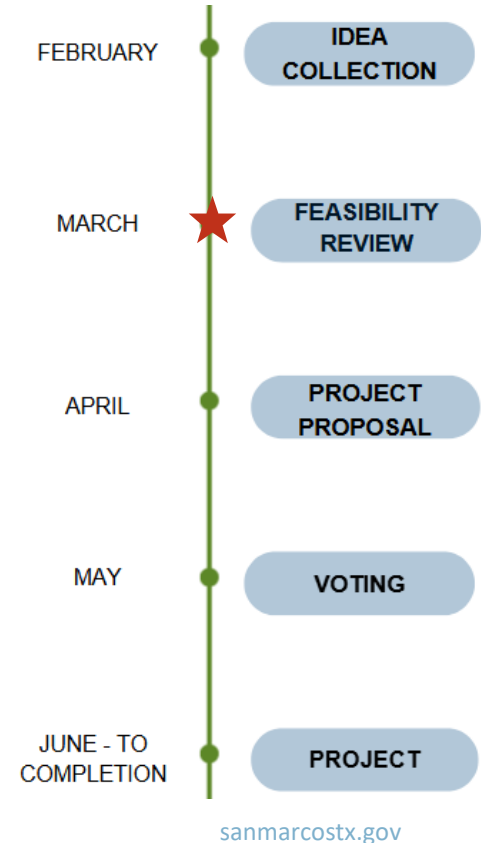 FEBRUARY
IDEA
COLLECTION
MARCH
FEASIBILITY
REVIEW
APRIL
PROJECT
PROPOSAL
MAY
VOTING
JUNE - TO
COMPLETION
PROJECT
sanmarcostx.gov